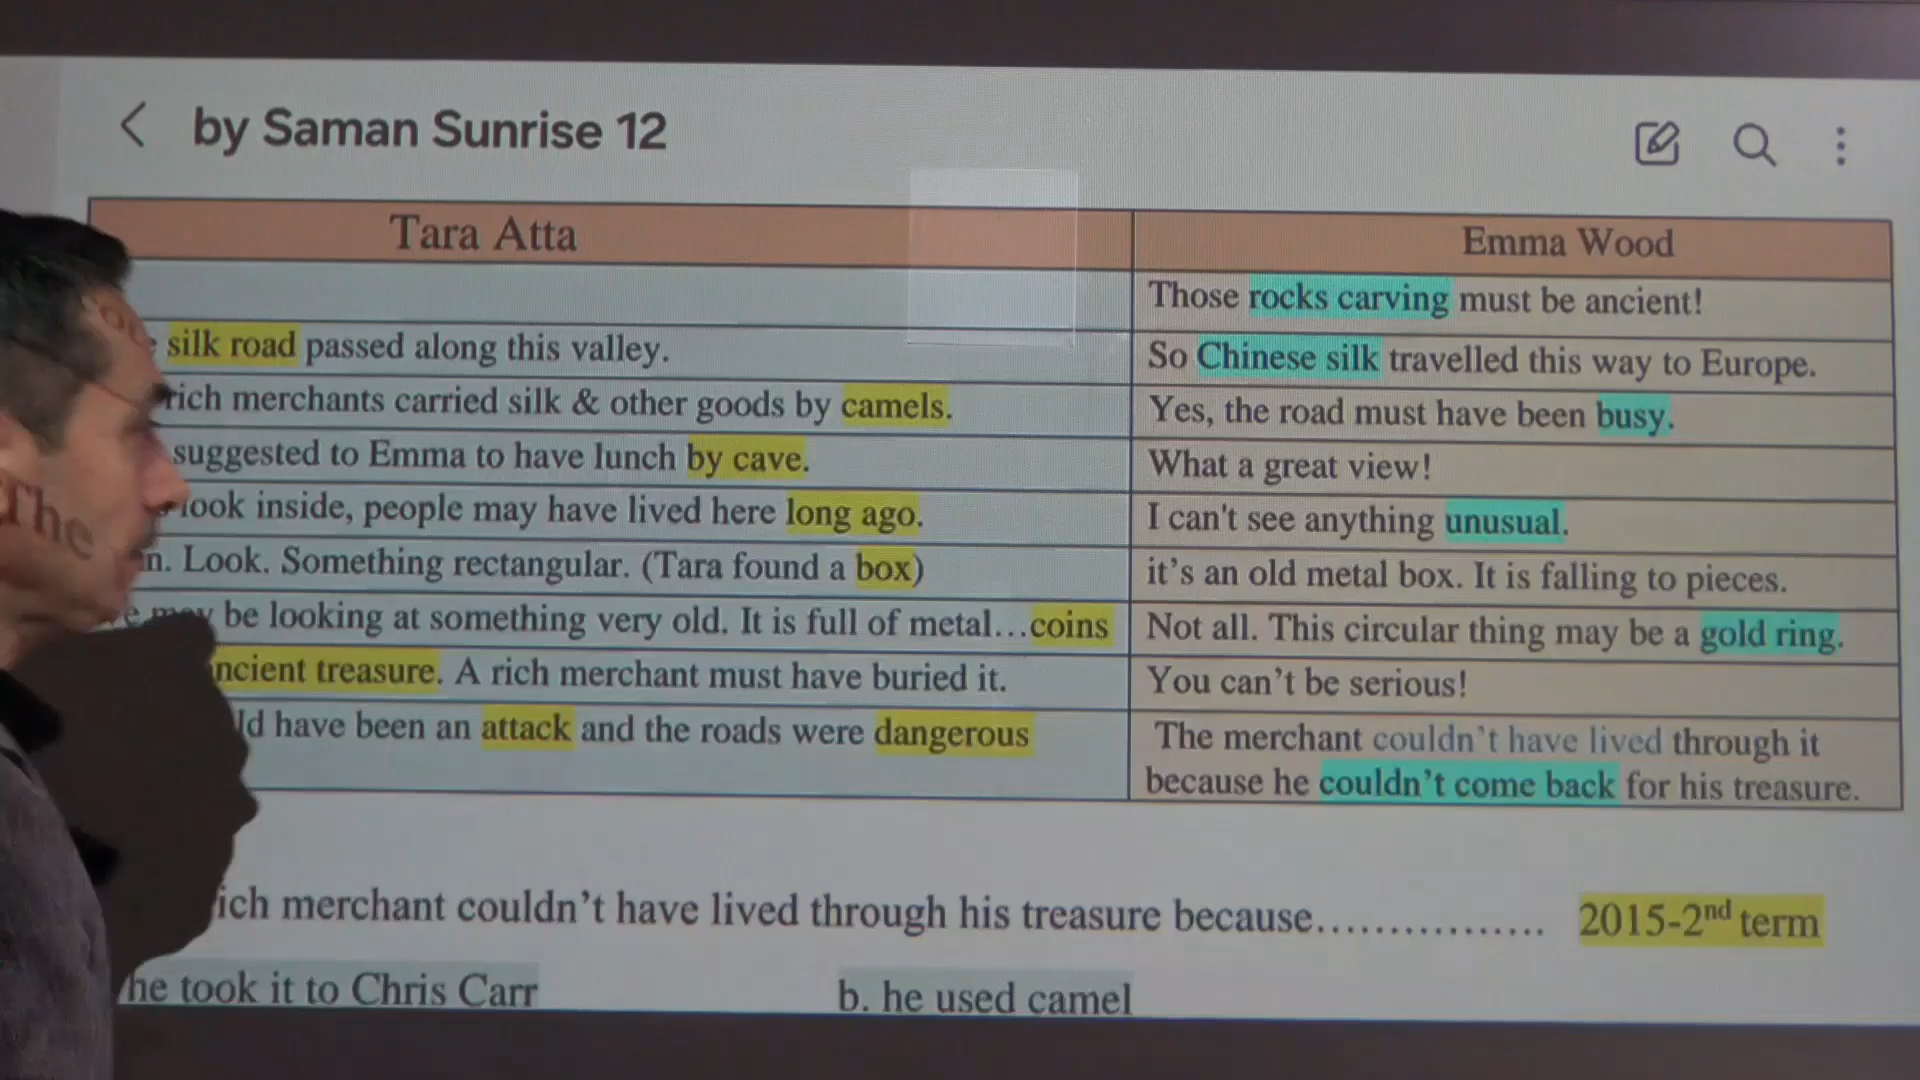 by Saman Sunrise 12
Tara Atta Emma Wood
Those rocks carving must be ancient!
silk road passed along this valley. So Chinese silk travelled this way to Europe.
rich merchants carried silk & other goods by camels. Yes, the road must have been busy.
suggested to Emma to have lunch by cave. What a great view!
look inside, people may have lived here long ago. I can't see anything unusual.
n. Look. Something rectangular. (Tara found a box) it's an old metal box. It is falling to pieces.
may be looking at something very old. It is full of metal...coins Not all. This circular thing may be a gold ring.
ncient treasure. A rich merchant must have buried it. You can't be serious!
ld have been an attack and the roads were dangerous The merchant couldn't have lived through it
because he couldn't come back for his treasure.
ich merchant couldn't have lived through his treasure because................. 2015-2nd term
he took it to Chris Carr b. he used camel
The